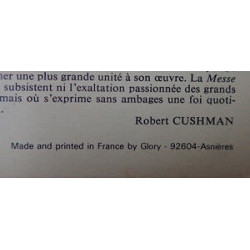 ner une plus grande unité à son œuvre. La Messe
subsistent ni l'exaltation passionnée des grands
mais où s'exprime sans ambages une foi quoti-
Robert CUSHMAN
Made and printed in France by Glory - 92604-Asnières